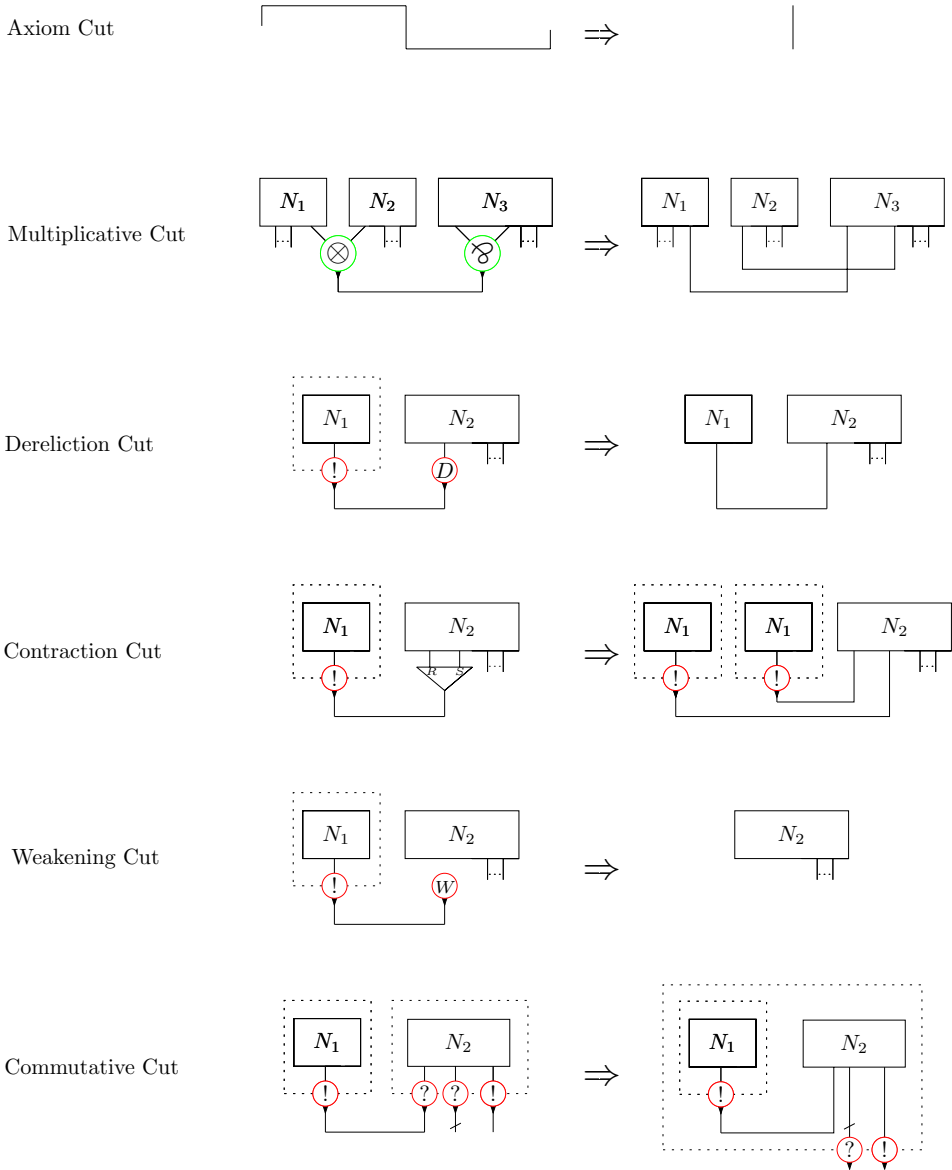 Axiom Cut ⇒
N₁ N₂ N₃ N₁ N₂ N₃
... ... ... ... ... ...
Multiplicative Cut ⊗ ⅋ ⇒
N₁ N₂ N₁ N₂
Dereliction Cut ... ⇒ ...
! D
N₁ N₂ N₁ N₁ N₂
Contraction Cut ... ⇒ ...
! R S ! !
N₁ N₂ N₂
Weakening Cut ... ⇒ ...
! W
N₁ N₂ N₁ N₂
Commutative Cut ⇒
! ? ? ! !
? !